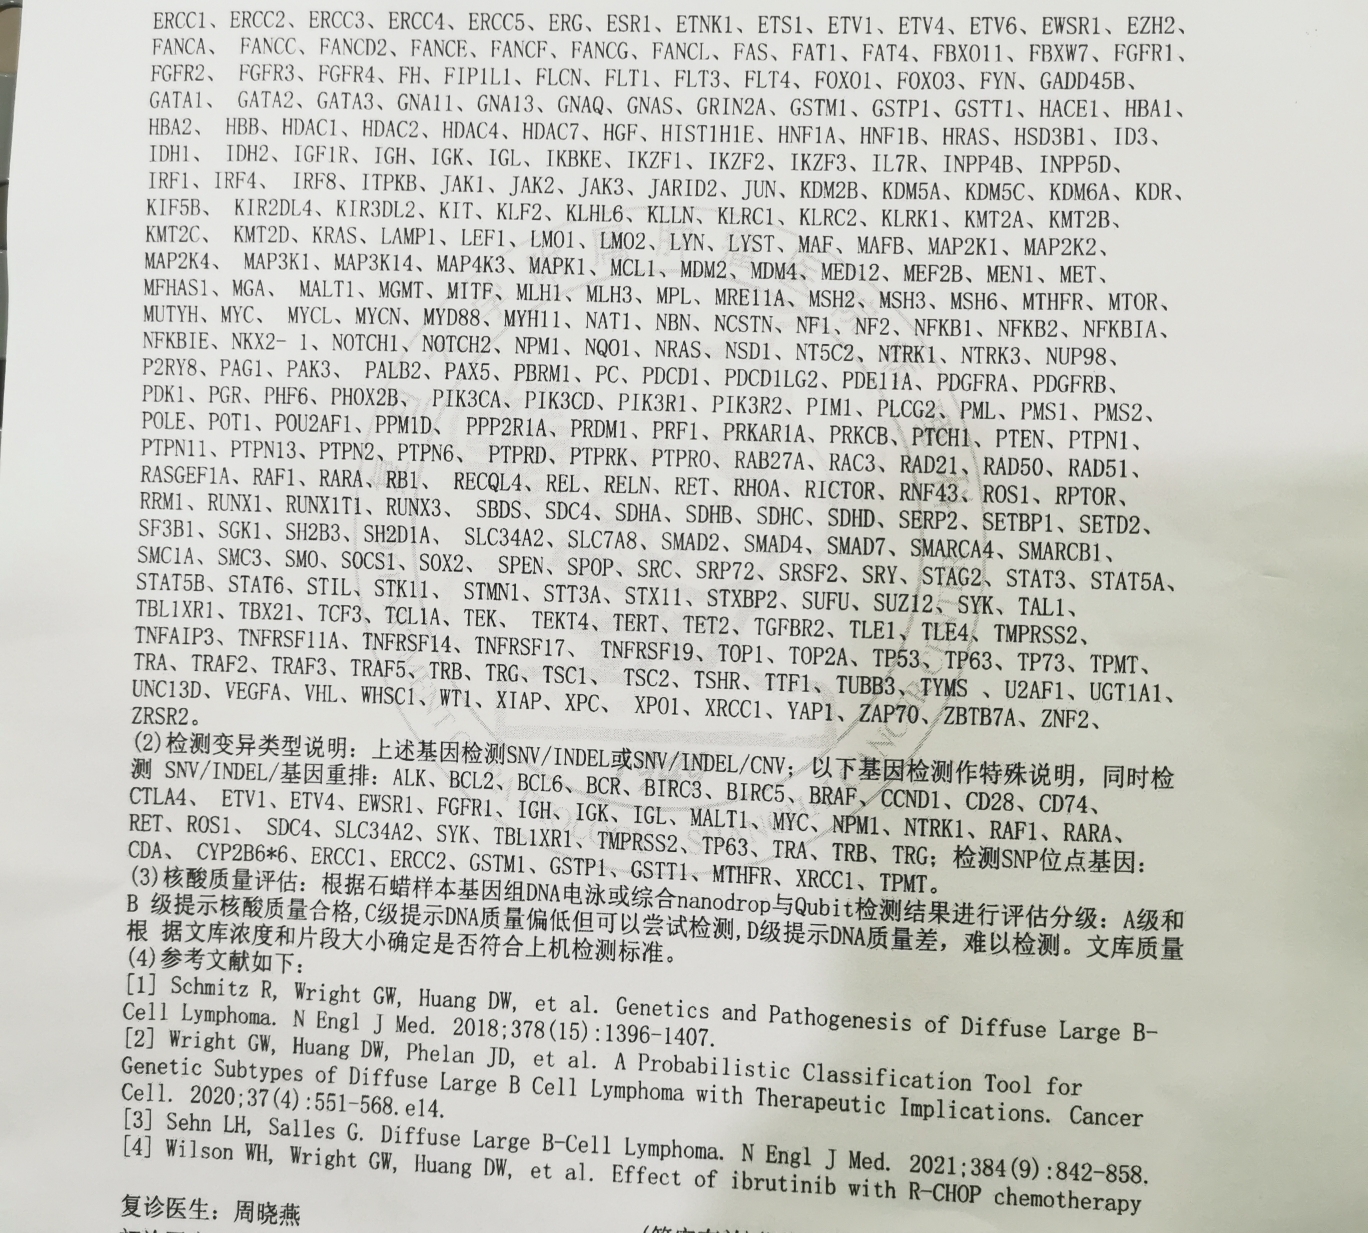 ERCC1、ERCC2、ERCC3、ERCC4、ERCC5、ERG、ESR1、ETNK1、ETS1、ETV1、ETV4、ETV6、EWSR1、EZH2、
FANCA、 FANCC、FANCD2、FANCE、FANCF、FANCG、FANCL、FAS、FAT1、FAT4、FBXO11、FBXW7、FGFR1、
FGFR2、 FGFR3、FGFR4、FH、FIP1L1、FLCN、FLT1、FLT3、FLT4、FOXO1、FOXO3、FYN、GADD45B、
GATA1、 GATA2、GATA3、GNA11、GNA13、GNAQ、GNAS、GRIN2A、GSTM1、GSTP1、GSTT1、HACE1、HBA1、
HBA2、 HBB、HDAC1、HDAC2、HDAC4、HDAC7、HGF、HIST1H1E、HNF1A、HNF1B、HRAS、HSD3B1、ID3、
IDH1、 IDH2、IGF1R、IGH、IGK、IGL、IKBKE、IKZF1、IKZF2、IKZF3、IL7R、INPP4B、INPP5D、
IRF1、IRF4、 IRF8、ITPKB、JAK1、JAK2、JAK3、JARID2、JUN、KDM2B、KDM5A、KDM5C、KDM6A、KDR、
KIF5B、 KIR2DL4、KIR3DL2、KIT、KLF2、KLHL6、KLLN、KLRC1、KLRC2、KLRK1、KMT2A、KMT2B、
KMT2C、 KMT2D、KRAS、LAMP1、LEF1、LMO1、LMO2、LYN、LYST、MAF、MAFB、MAP2K1、MAP2K2、
MAP2K4、 MAP3K1、MAP3K14、MAP4K3、MAPK1、MCL1、MDM2、MDM4、MED12、MEF2B、MEN1、MET、
MFHAS1、MGA、 MALT1、MGMT、MITF、MLH1、MLH3、MPL、MRE11A、MSH2、MSH3、MSH6、MTHFR、MTOR、
MUTYH、MYC、 MYCL、MYCN、MYD88、MYH11、NAT1、NBN、NCSTN、NF1、NF2、NFKB1、NFKB2、NFKBIA、
NFKBIE、NKX2- 1、NOTCH1、NOTCH2、NPM1、NQO1、NRAS、NSD1、NT5C2、NTRK1、NTRK3、NUP98、
P2RY8、PAG1、PAK3、 PALB2、PAX5、PBRM1、PC、PDCD1、PDCD1LG2、PDE11A、PDGFRA、PDGFRB、
PDK1、PGR、PHF6、PHOX2B、 PIK3CA、PIK3CD、PIK3R1、PIK3R2、PIM1、PLCG2、PML、PMS1、PMS2、
POLE、POT1、POU2AF1、PPM1D、 PPP2R1A、PRDM1、PRF1、PRKAR1A、PRKCB、PTCH1、PTEN、PTPN1、
PTPN11、PTPN13、PTPN2、PTPN6、 PTPRD、PTPRK、PTPRO、RAB27A、RAC3、RAD21、RAD50、RAD51、
RASGEF1A、RAF1、RARA、RB1、 RECQL4、REL、RELN、RET、RHOA、RICTOR、RNF43、ROS1、RPTOR、
RRM1、RUNX1、RUNX1T1、RUNX3、 SBDS、SDC4、SDHA、SDHB、SDHC、SDHD、SERP2、SETBP1、SETD2、
SF3B1、SGK1、SH2B3、SH2D1A、 SLC34A2、SLC7A8、SMAD2、SMAD4、SMAD7、SMARCA4、SMARCB1、
SMC1A、SMC3、SMO、SOCS1、SOX2、 SPEN、SPOP、SRC、SRP72、SRSF2、SRY、STAG2、STAT3、STAT5A、
STAT5B、STAT6、STIL、STK11、 STMN1、STT3A、STX11、STXBP2、SUFU、SUZ12、SYK、TAL1、
TBL1XR1、TBX21、TCF3、TCL1A、TEK、 TEKT4、TERT、TET2、TGFBR2、TLE1、TLE4、TMPRSS2、
TNFAIP3、TNFRSF11A、TNFRSF14、TNFRSF17、 TNFRSF19、TOP1、TOP2A、TP53、TP63、TP73、TPMT、
TRA、TRAF2、TRAF3、TRAF5、TRB、TRG、TSC1、 TSC2、TSHR、TTF1、TUBB3、TYMS 、U2AF1、UGT1A1、
UNC13D、VEGFA、VHL、WHSC1、WT1、XIAP、XPC、 XPO1、XRCC1、YAP1、ZAP70、ZBTB7A、ZNF2、
ZRSR2。
(2)检测变异类型说明：上述基因检测SNV/INDEL或SNV/INDEL/CNV；以下基因检测作特殊说明，同时检
测 SNV/INDEL/基因重排：ALK、BCL2、BCL6、BCR、BIRC3、BIRC5、BRAF、CCND1、CD28、CD74、
CTLA4、 ETV1、ETV4、EWSR1、FGFR1、IGH、IGK、IGL、MALT1、MYC、NPM1、NTRK1、RAF1、RARA、
RET、ROS1、 SDC4、SLC34A2、SYK、TBL1XR1、TMPRSS2、TP63、TRA、TRB、TRG；检测SNP位点基因：
CDA、 CYP2B6*6、ERCC1、ERCC2、GSTM1、GSTP1、GSTT1、MTHFR、XRCC1、TPMT。
(3)核酸质量评估：根据石蜡样本基因组DNA电泳或综合nanodrop与Qubit检测结果进行评估分级：A级和
B 级提示核酸质量合格,C级提示DNA质量偏低但可以尝试检测,D级提示DNA质量差，难以检测。文库质量
根 据文库浓度和片段大小确定是否符合上机检测标准。
(4)参考文献如下：
[1] Schmitz R, Wright GW, Huang DW, et al. Genetics and Pathogenesis of Diffuse Large B-
Cell Lymphoma. N Engl J Med. 2018;378(15):1396-1407.
[2] Wright GW, Huang DW, Phelan JD, et al. A Probabilistic Classification Tool for
Genetic Subtypes of Diffuse Large B Cell Lymphoma with Therapeutic Implications. Cancer
Cell. 2020;37(4):551-568.e14.
[3] Sehn LH, Salles G. Diffuse Large B-Cell Lymphoma. N Engl J Med. 2021;384(9):842-858.
[4] Wilson WH, Wright GW, Huang DW, et al. Effect of ibrutinib with R-CHOP chemotherapy
复诊医生：周晓燕